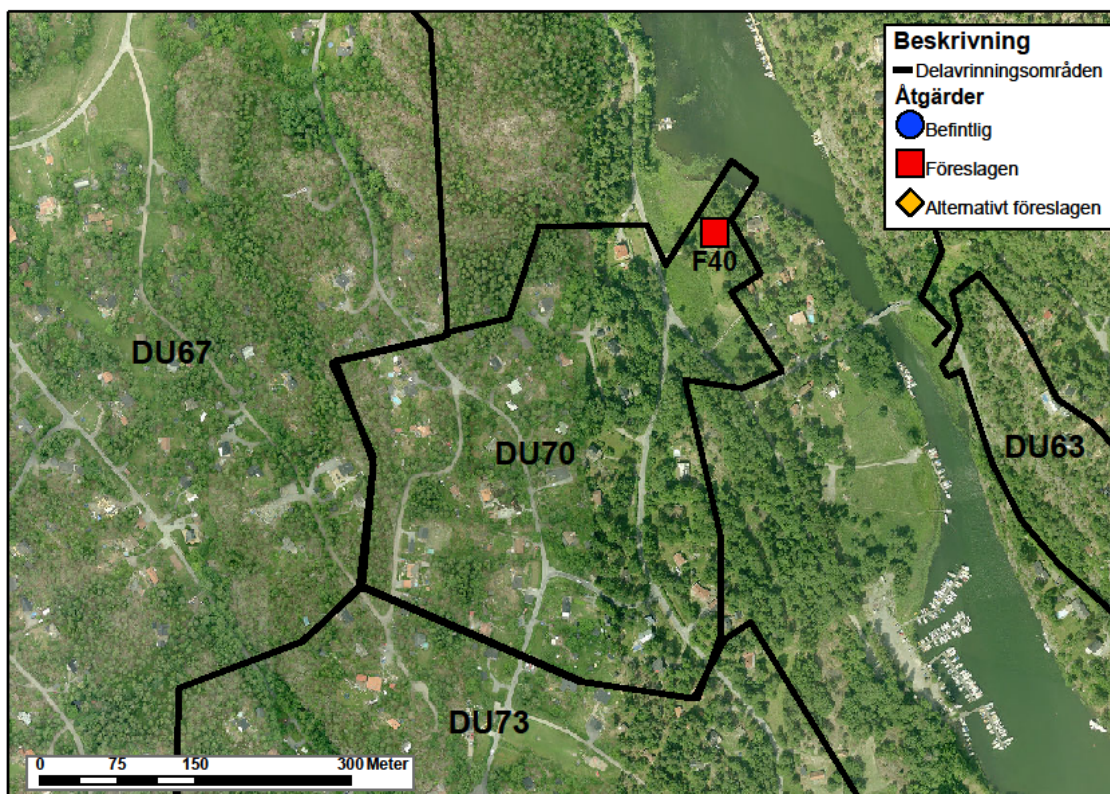 Beskrivning
Delavrinningsområden
Åtgärder
Befintlig
Föreslagen
Alternativt föreslagen
F40
DU67
DU70
DU63
DU73
0 75 150 300 Meter